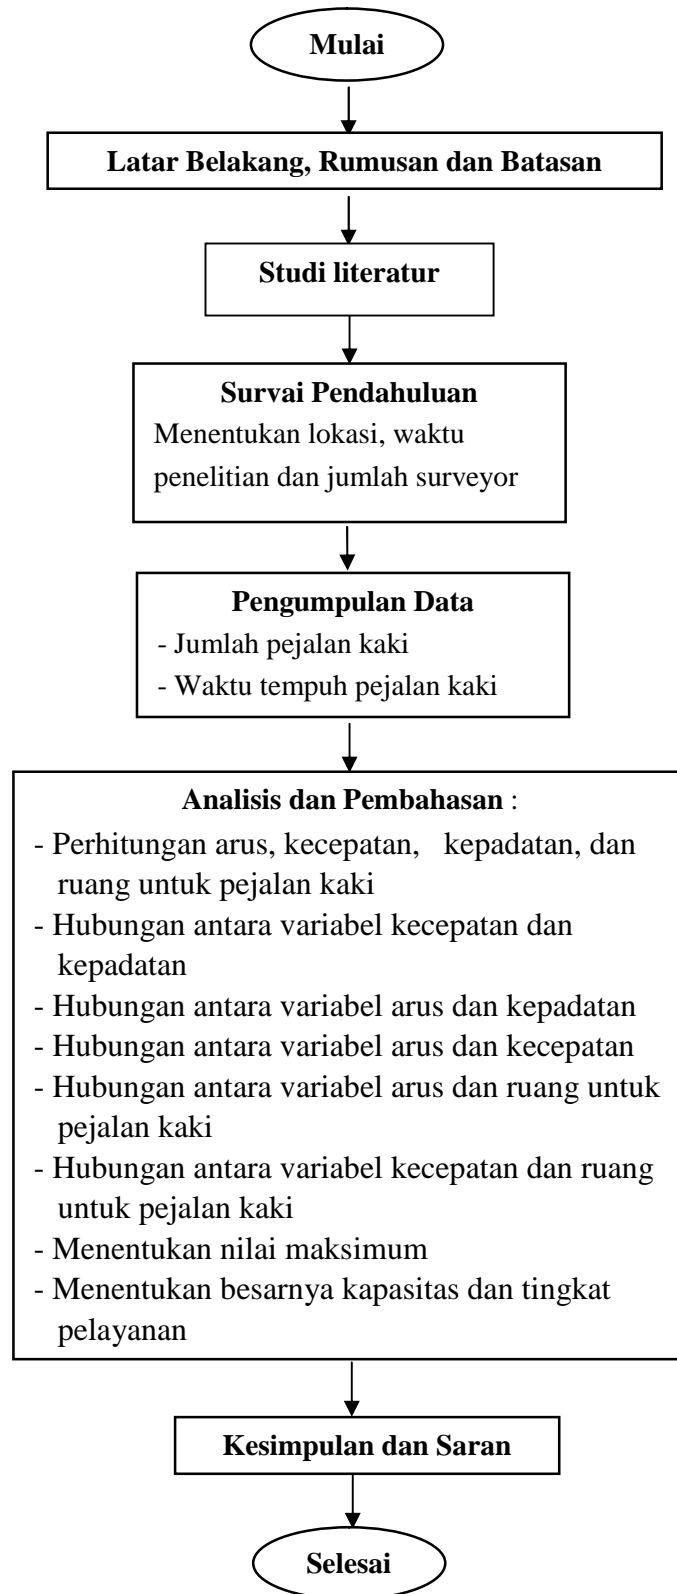 Mulai
Latar Belakang, Rumusan dan Batasan
Studi literatur
Survai Pendahuluan
Menentukan lokasi, waktu
penelitian dan jumlah surveyor
Pengumpulan Data
- Jumlah pejalan kaki
- Waktu tempuh pejalan kaki
Analisis dan Pembahasan :
- Perhitungan arus, kecepatan, kepadatan, dan
ruang untuk pejalan kaki
- Hubungan antara variabel kecepatan dan
kepadatan
- Hubungan antara variabel arus dan kepadatan
- Hubungan antara variabel arus dan kecepatan
- Hubungan antara variabel arus dan ruang untuk
pejalan kaki
- Hubungan antara variabel kecepatan dan ruang
untuk pejalan kaki
- Menentukan nilai maksimum
- Menentukan besarnya kapasitas dan tingkat
pelayanan
Kesimpulan dan Saran
Selesai